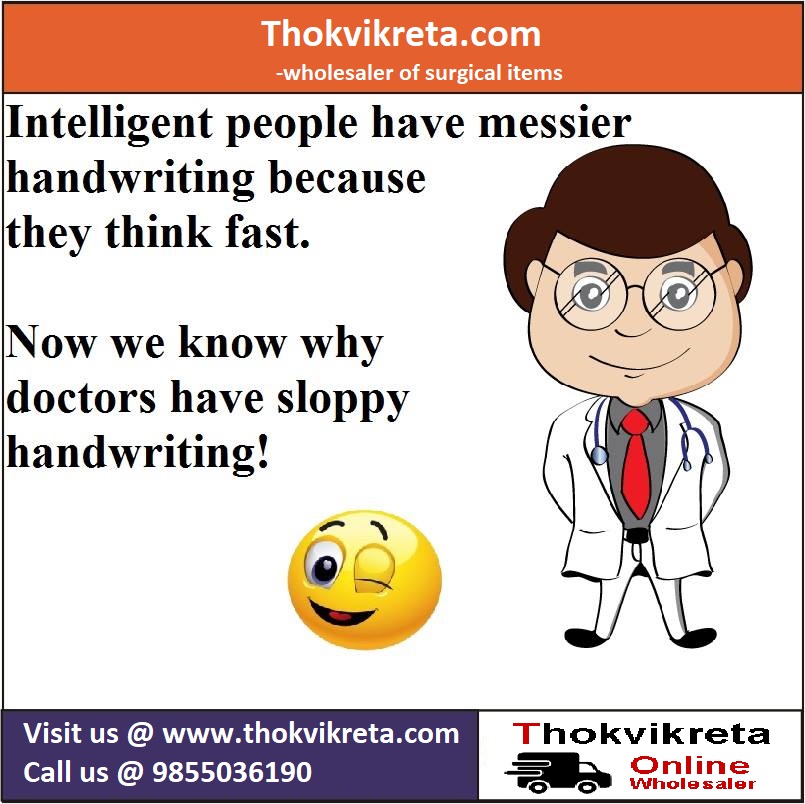 Thokvikreta.com
-wholesaler of surgical items
Intelligent people have messier
handwriting because
they think fast.
Now we know why
doctors have sloppy
handwriting!
Visit us @ www.thokvikreta.com
Call us @ 9855036190
Thokvikreta
Online
Wholesaler